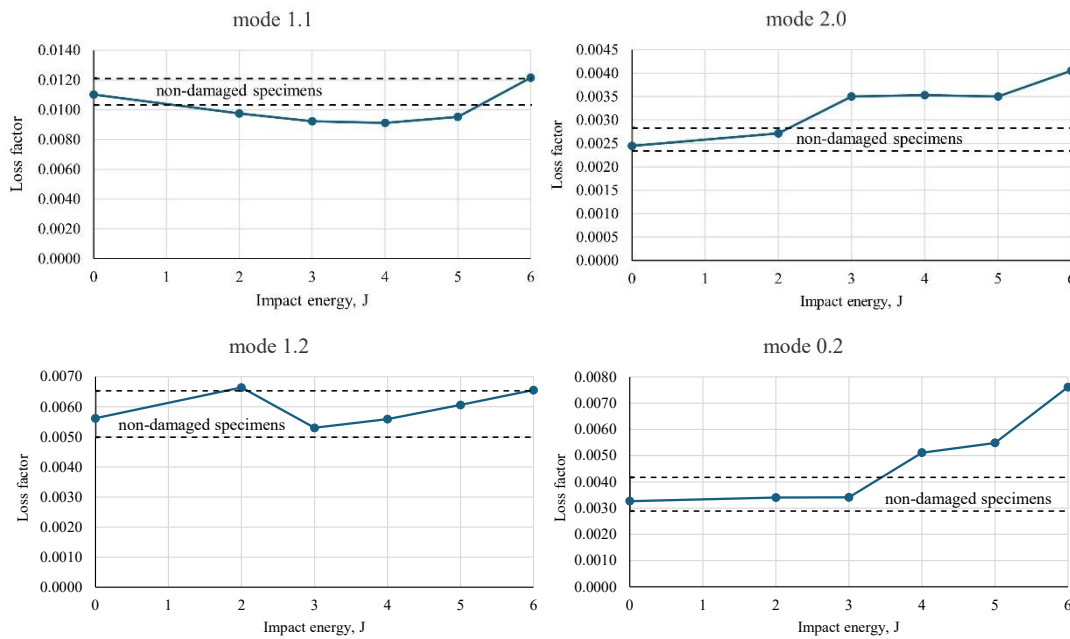 mode 1.1
0.0140
0.0120
0.0100
0.0080
0.0060
0.0040
0.0020
0.0000
Loss factor
non-damaged specimens
0 1 2 3 4 5 6
Impact energy, J
mode 2.0
0.0045
0.0040
0.0035
0.0030
0.0025
0.0020
0.0015
0.0010
0.0005
0.0000
Loss factor
non-damaged specimens
0 1 2 3 4 5 6
Impact energy, J
mode 1.2
0.0070
0.0060
0.0050
0.0040
0.0030
0.0020
0.0010
0.0000
Loss factor
non-damaged specimens
0 1 2 3 4 5 6
Impact energy, J
mode 0.2
0.0080
0.0070
0.0060
0.0050
0.0040
0.0030
0.0020
0.0010
0.0000
Loss factor
non-damaged specimens
0 1 2 3 4 5 6
Impact energy, J